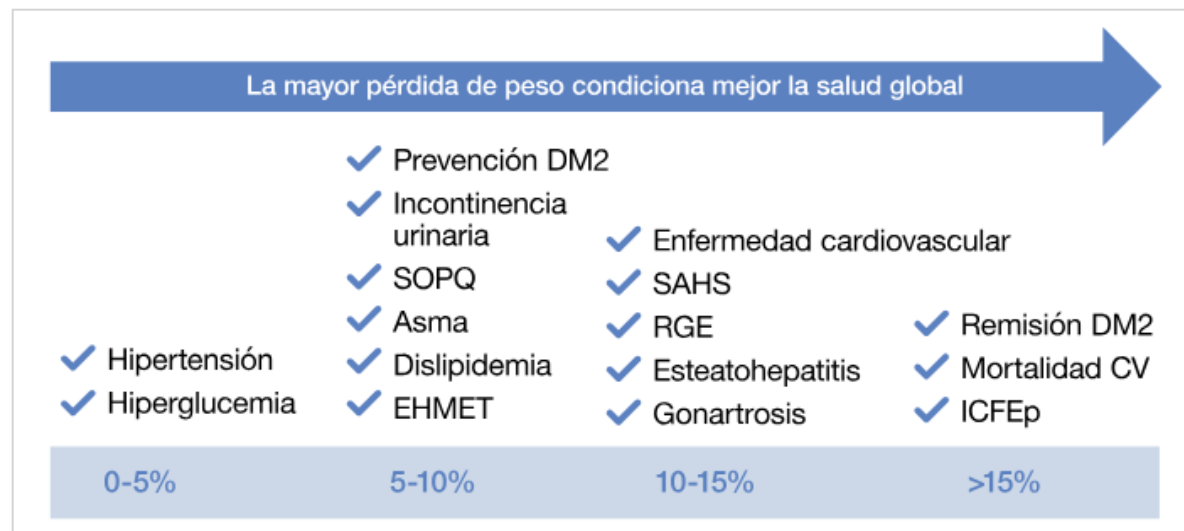 La mayor pérdida de peso condiciona mejor la salud global
Hipertensión
Hiperglucemia
Prevención DM2
Incontinencia
urinaria
SOPQ
Asma
Dislipidemia
EHMET
Enfermedad cardiovascular
SAHS
RGE
Esteatohepatitis
Gonartrosis
Remisión DM2
Mortalidad CV
ICFEp
0-5%
5-10%
10-15%
>15%